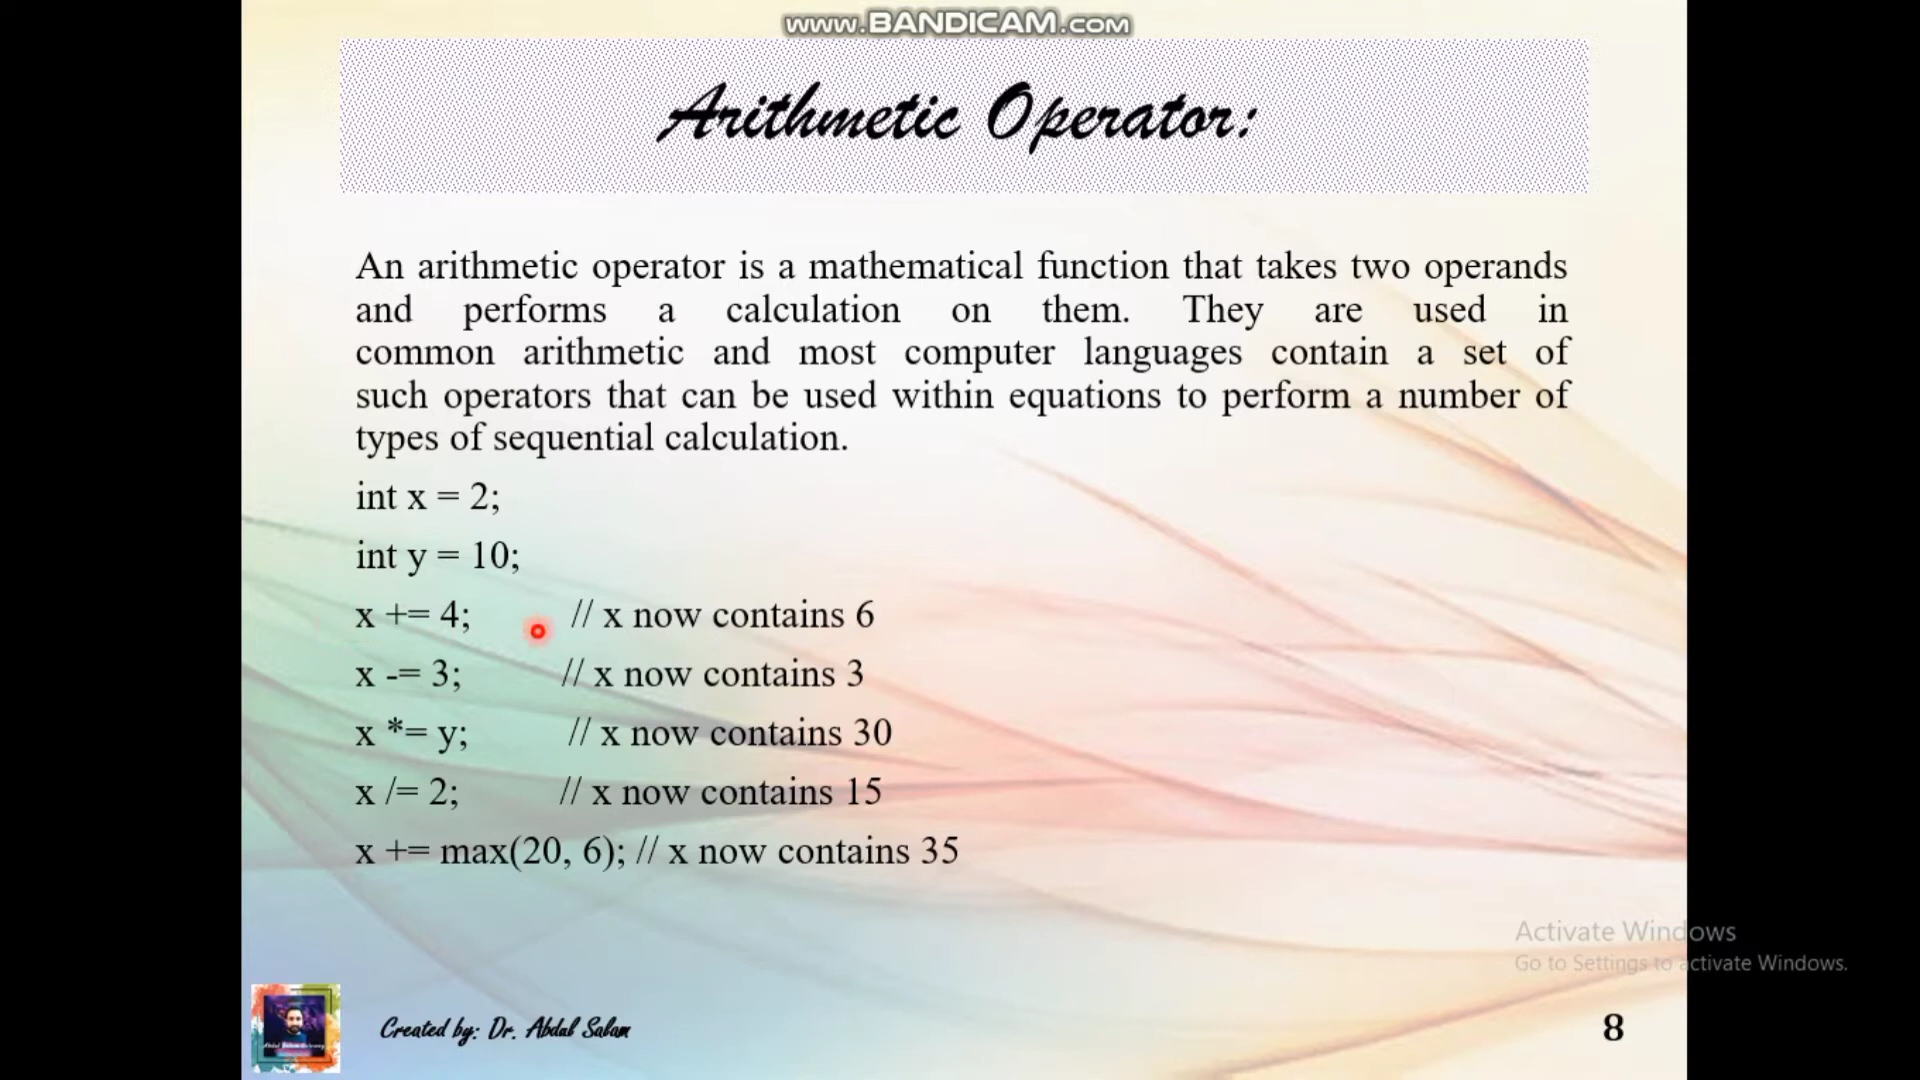 www.BANDICAM.com
Arithmetic Operator:
An arithmetic operator is a mathematical function that takes two operands
and performs a calculation on them. They are used in
common arithmetic and most computer languages contain a set of
such operators that can be used within equations to perform a number of
types of sequential calculation.
int x = 2;
int y = 10;
x += 4; // x now contains 6
x -= 3; // x now contains 3
x *= y; // x now contains 30
x /= 2; // x now contains 15
x += max(20, 6); // x now contains 35
Activate Windows
Go to Settings to activate Windows.
Created by: Dr. Abdul Salam
8